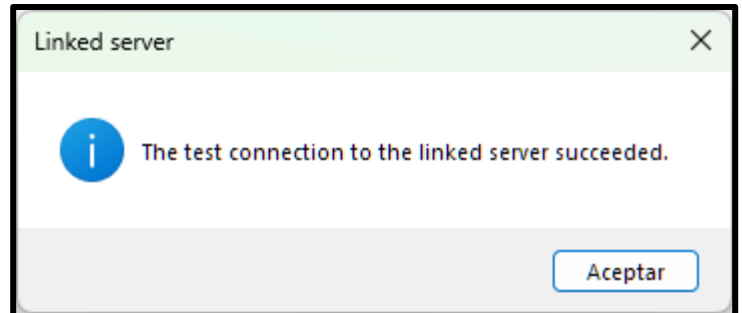 Linked server
The test connection to the linked server succeeded.
Aceptar